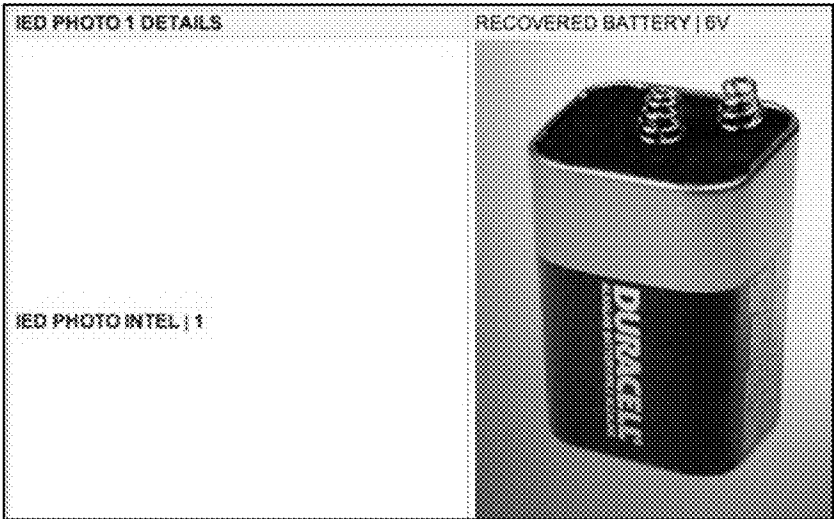 IED PHOTO 1 DETAILS
RECOVERED BATTERY | 6V
IED PHOTO INTEL | 1
DURACELL